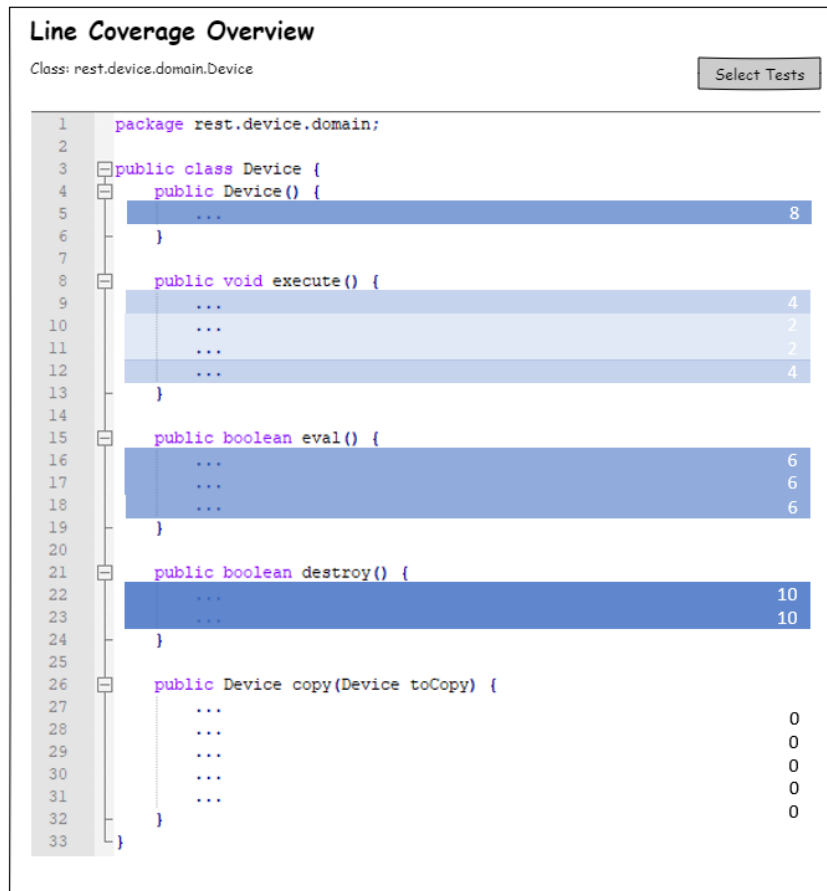 Line Coverage Overview
Class: rest.device.domain.Device
Select Tests
1 package rest.device.domain;
2
3 public class Device {
4 public Device() {
5 ... 8
6 }
7
8 public void execute() {
9 ... 4
10 ... 2
11 ... 2
12 ... 4
13 }
14
15 public boolean eval() {
16 ... 6
17 ... 6
18 ... 6
19 }
20
21 public boolean destroy() {
22 ... 10
23 ... 10
24 }
25
26 public Device copy(Device toCopy) {
27 ... 0
28 ... 0
29 ... 0
30 ... 0
31 ... 0
32 }
33 }